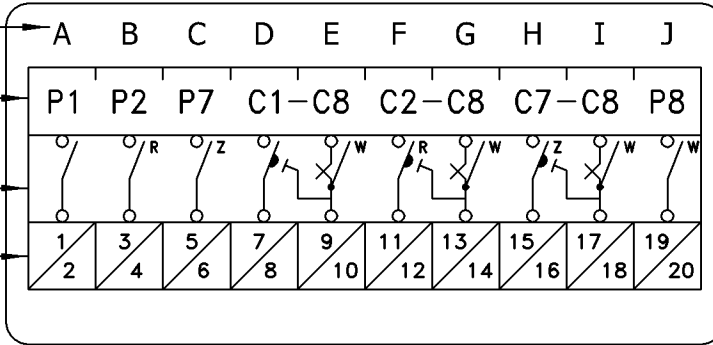 A B C D E F G H I J
P1 P2 P7 C1-C8 C2-C8 C7-C8 P8
R Z W R W Z W W
1 3 5 7 9 11 13 15 17 19
2 4 6 8 10 12 14 16 18 20